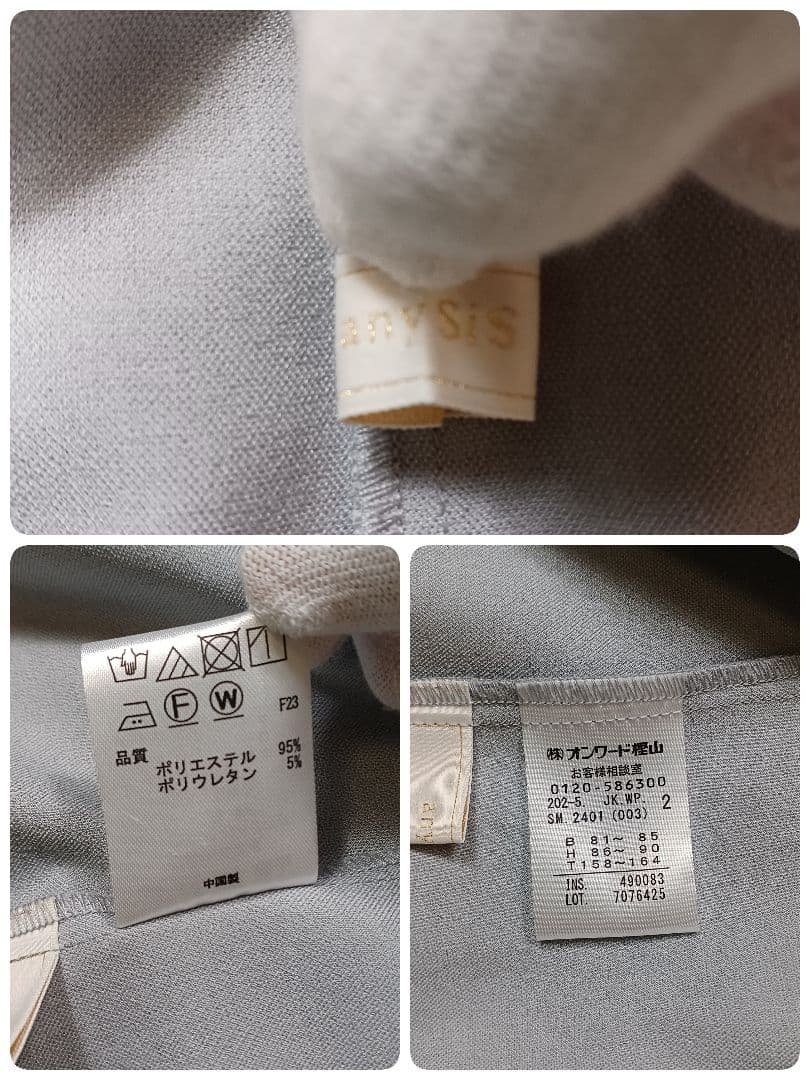 anysis
F
W
F23
品質
ポリエステル 95%
ポリウレタン 5%
中国製
(株)オンワード樫山
お客様相談室
0120-586300
202-5. JK.WP. 2
SM 2401 (003)
B 81～ 85
H 86～ 90
T158～164
INS. 490083
LOT. 7076425